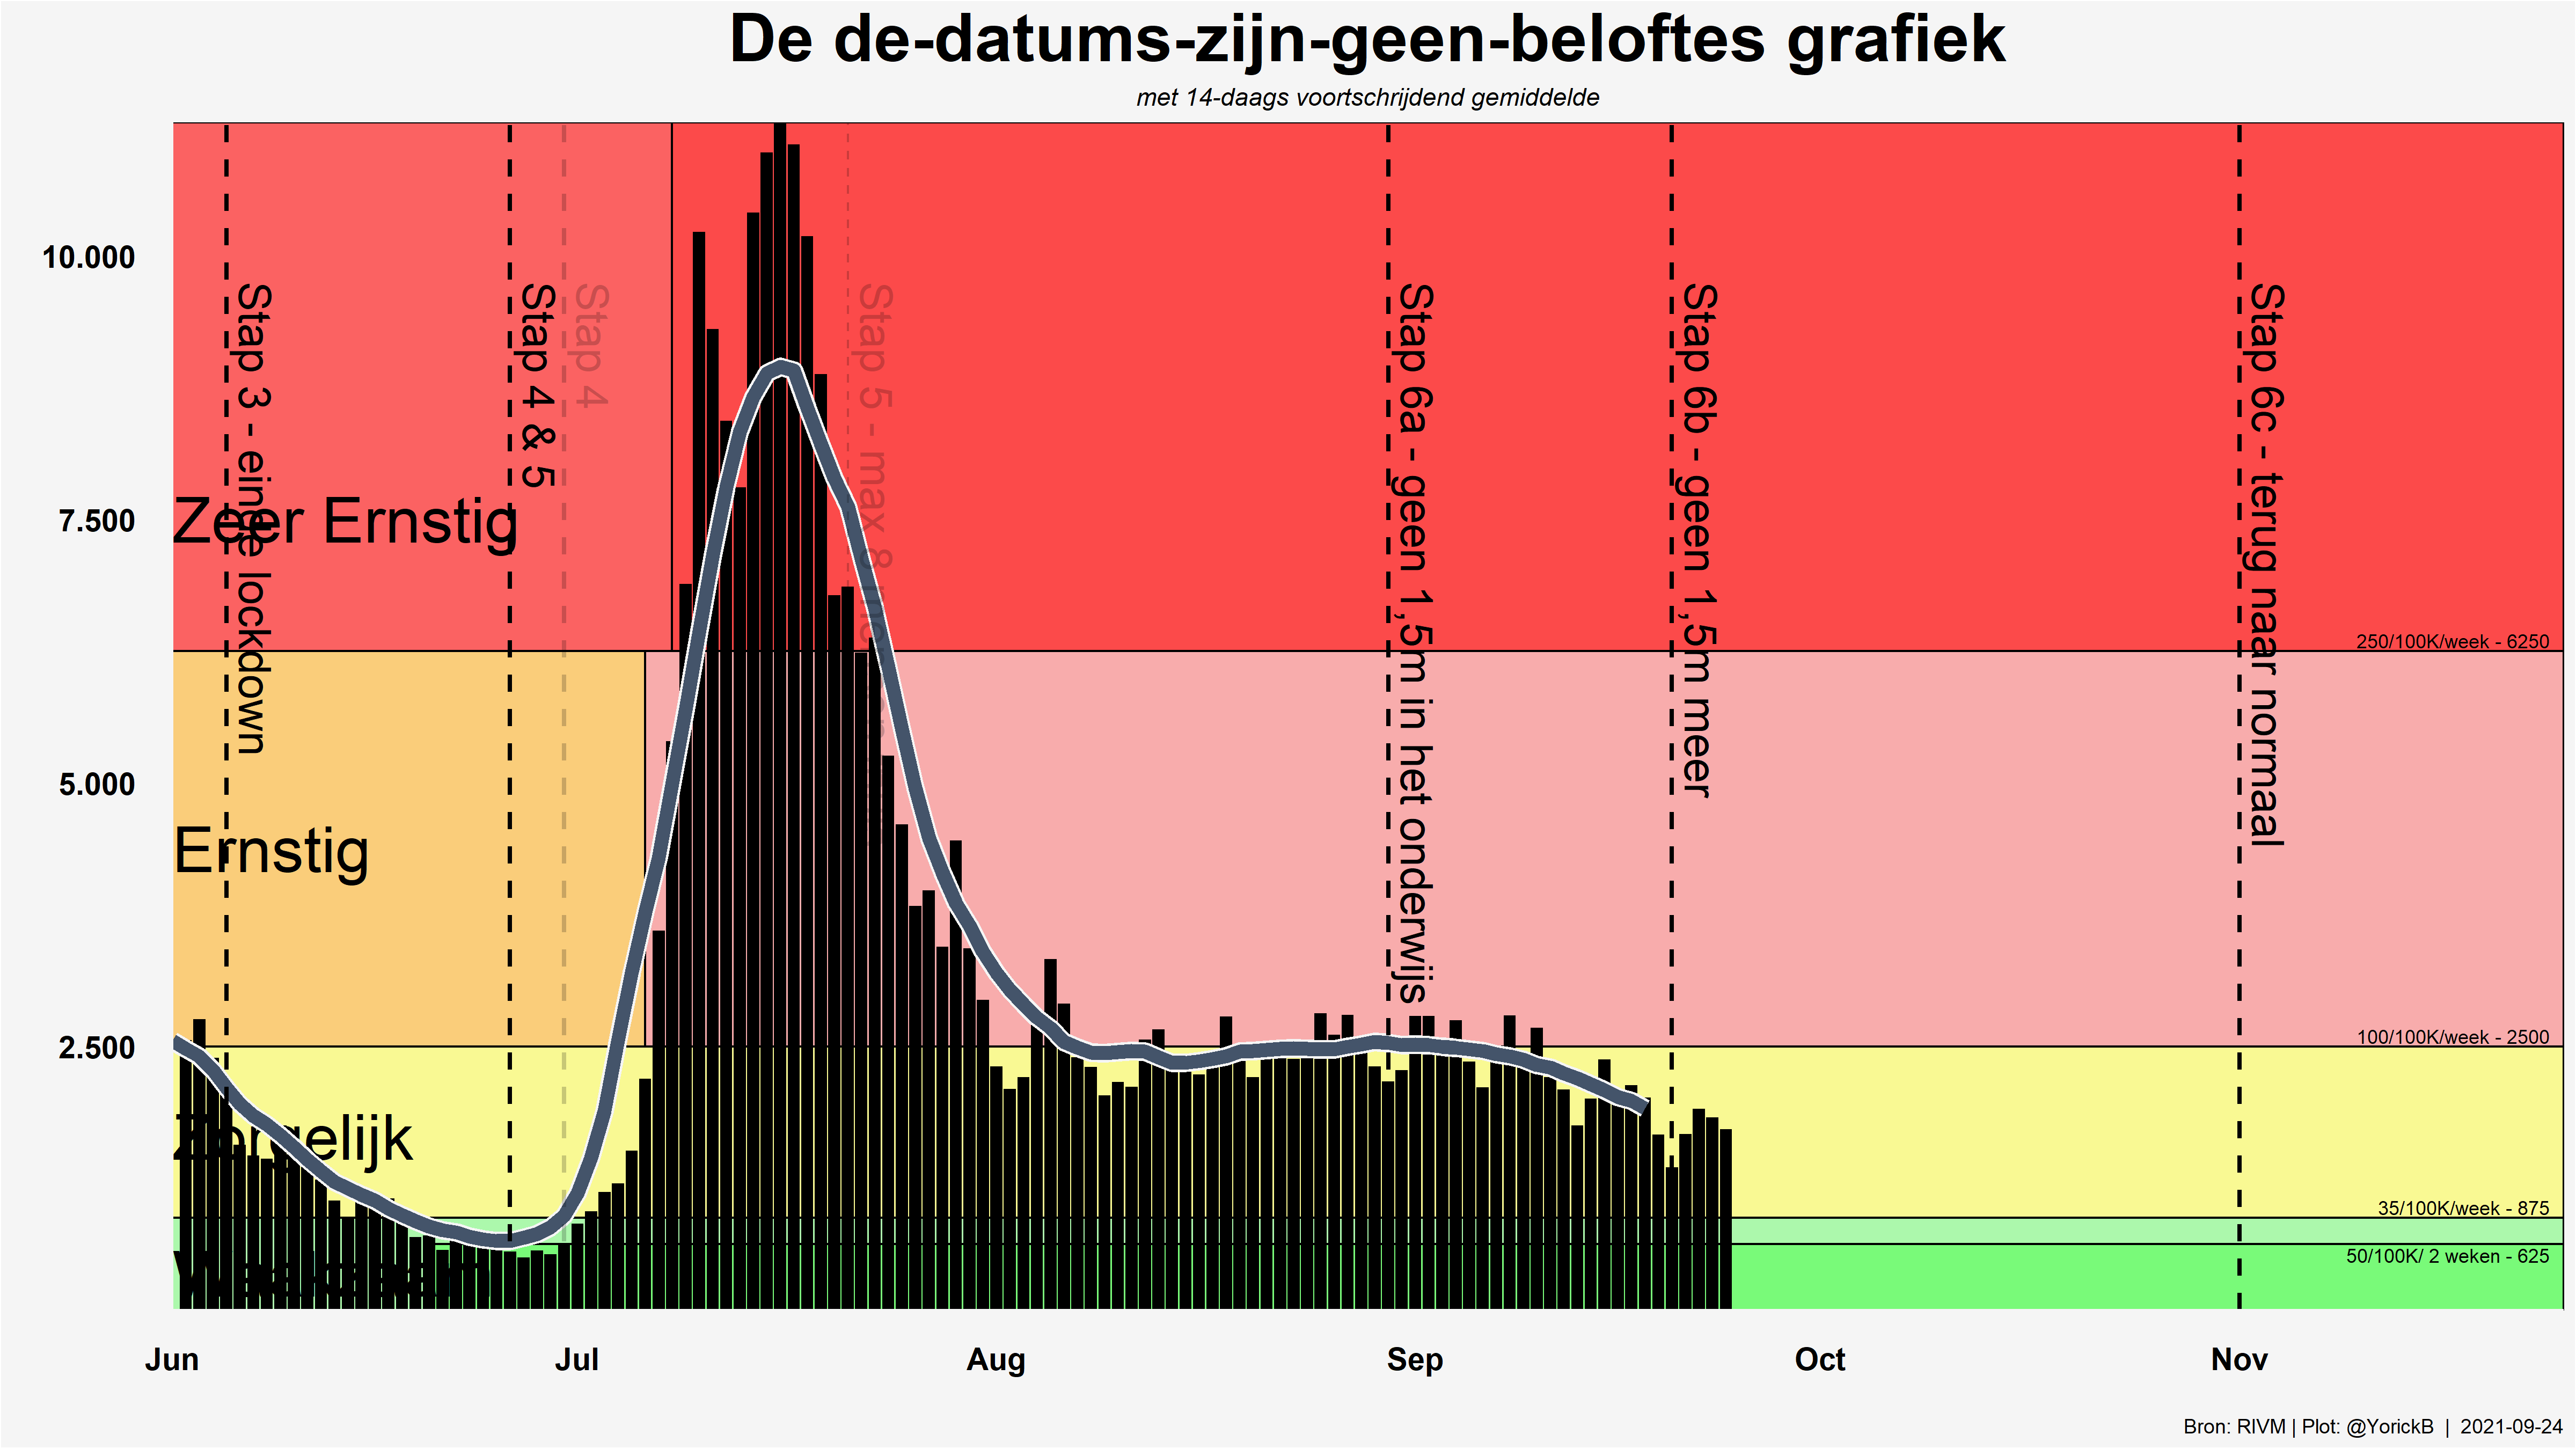 De de-datums-zijn-geen-beloftes grafiek
met 14-daags voortschrijdend gemiddelde
10.000
7.500
5.000
2.500
Stap 3 - einde lockdown
Stap 4 & 5
Stap 4
Stap 5 - max 8
Stap 6a - geen 1,5m in het onderwijs
Stap 6b - geen 1,5m meer
Stap 6c - terug naar normaal
Zeer Ernstig
Ernstig
Zorgelijk
250/100K/week - 6250
100/100K/week - 2500
35/100K/week - 875
50/100K/ 2 weken - 625
Jun
Jul
Aug
Sep
Oct
Nov
Bron: RIVM | Plot: @YorickB | 2021-09-24